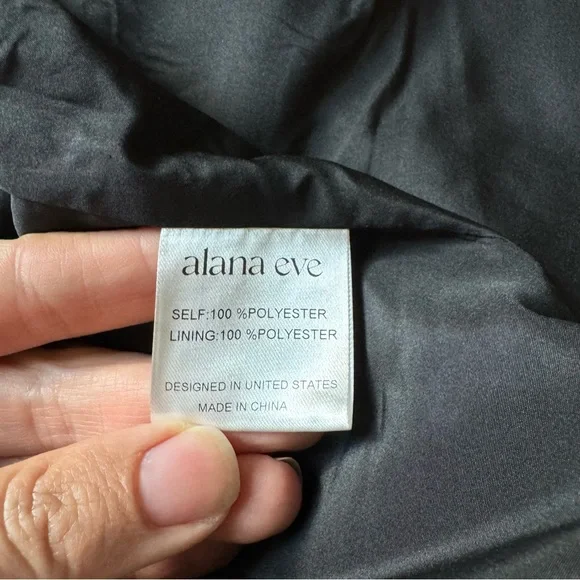 alana eve
SELF:100 %POLYESTER
LINING:100 %POLYESTER
DESIGNED IN UNITED STATES
MADE IN CHINA